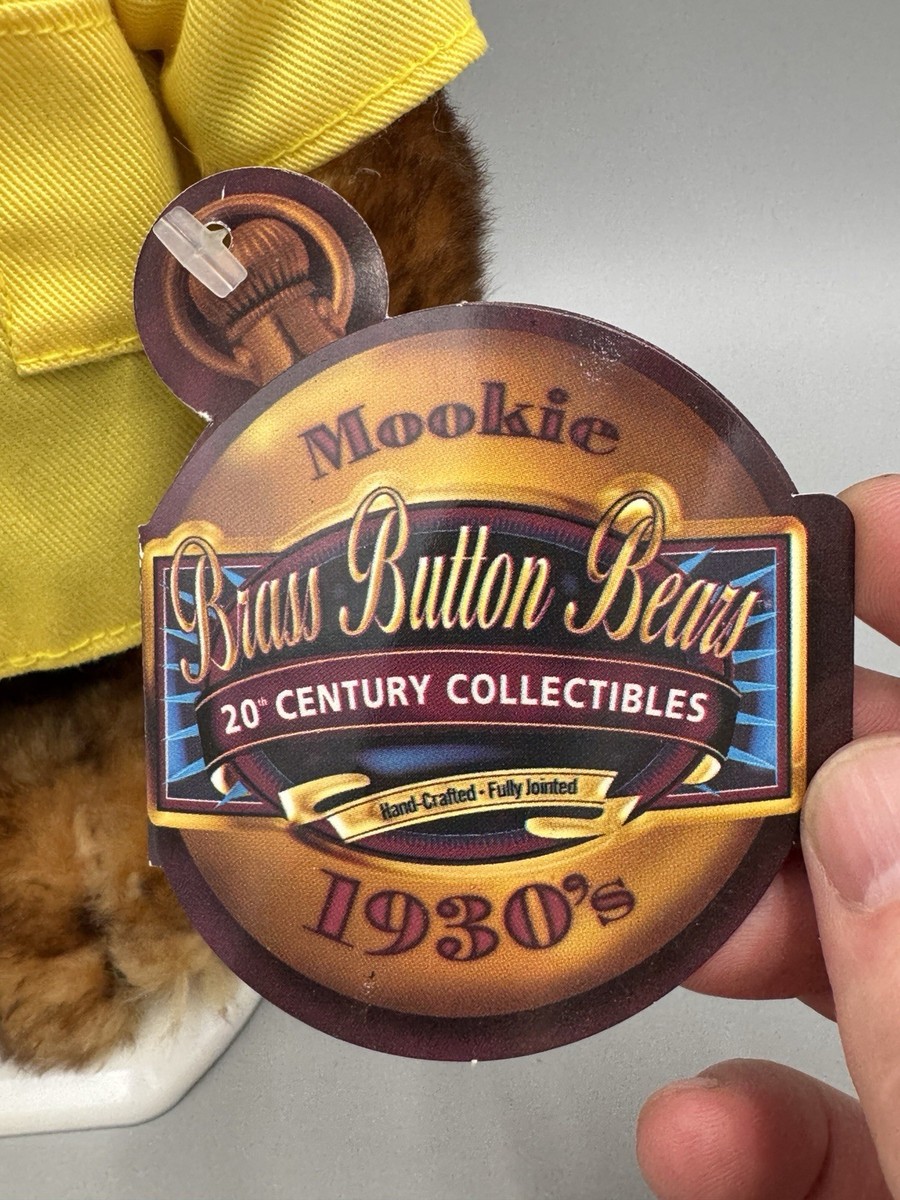 Mookie
Brass Button Bears
20th CENTURY COLLECTIBLES
Hand-Crafted • Fully Jointed
1930's